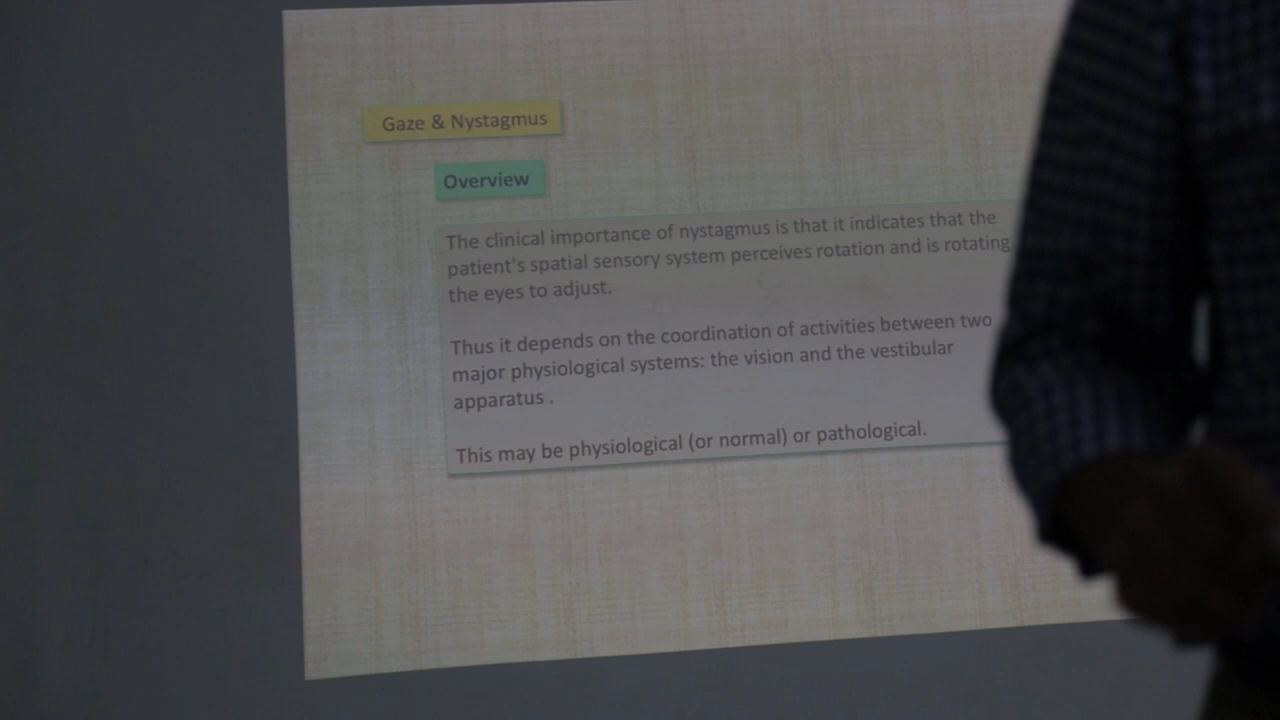 Gaze & Nystagmus
Overview
The clinical importance of nystagmus is that it indicates that the
patient's spatial sensory system perceives rotation and is rotating
the eyes to adjust.
Thus it depends on the coordination of activities between two
major physiological systems: the vision and the vestibular
apparatus .
This may be physiological (or normal) or pathological.